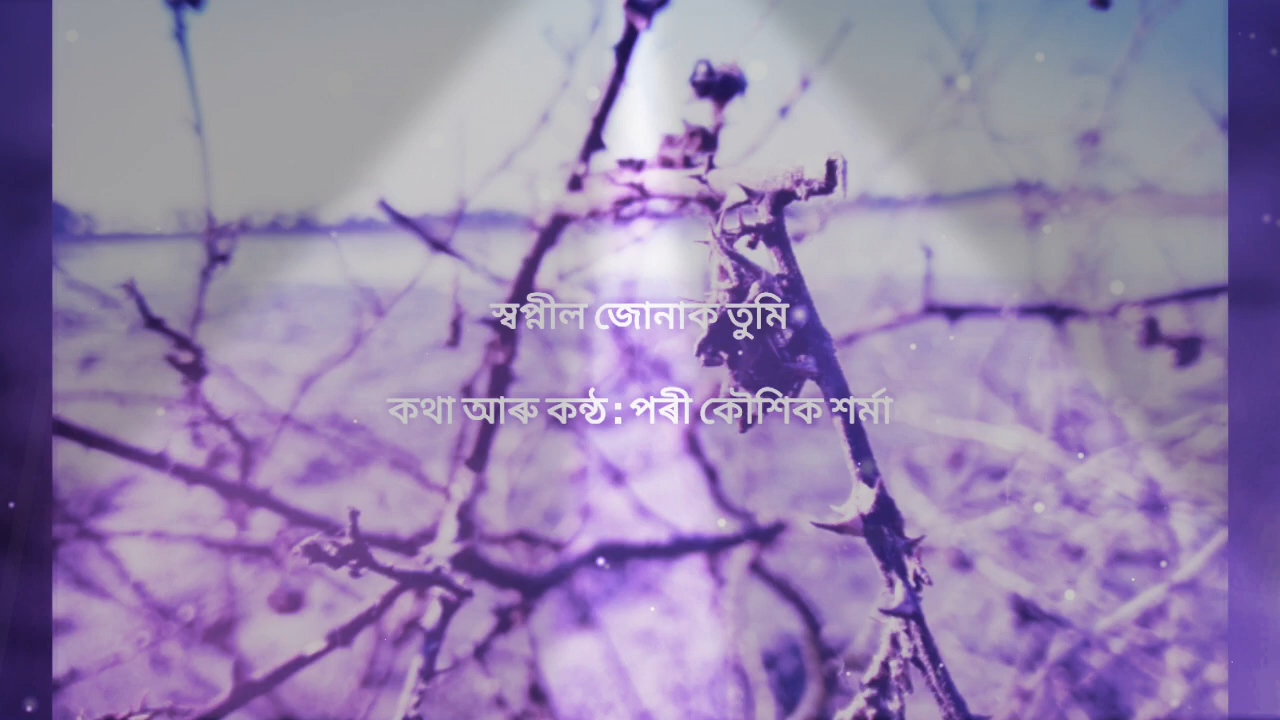 স্বপ্নীল জোনাক তুমি
কথা আৰু কন্ঠ : পৰী কৌশিক শৰ্মা